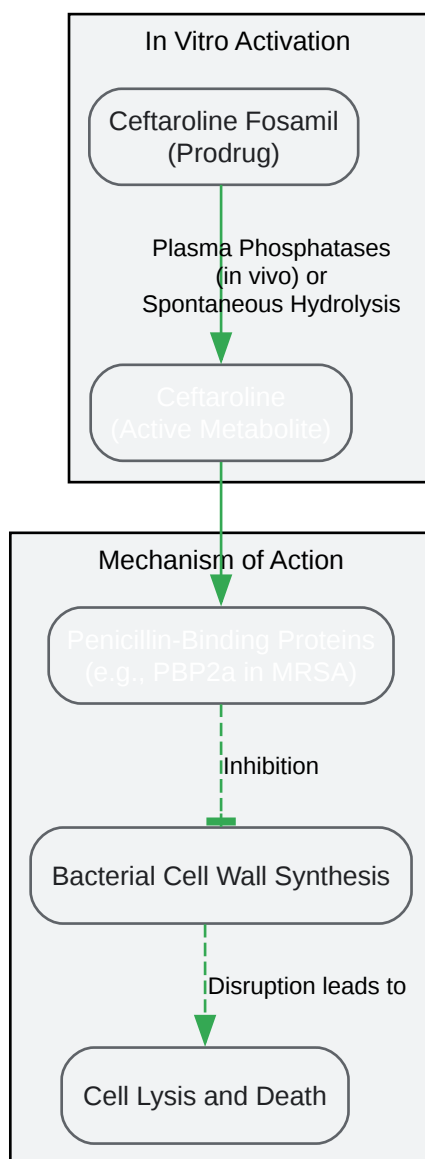 In Vitro Activation
Ceftaroline Fosamil
(Prodrug)
Plasma Phosphatases
(in vivo) or
Spontaneous Hydrolysis
Ceftaroline
(Active Metabolite)
Mechanism of Action
Penicillin-Binding Proteins
(e.g., PBP2a in MRSA)
Inhibition
Bacterial Cell Wall Synthesis
Disruption leads to
Cell Lysis and Death